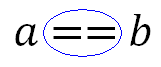 a == b